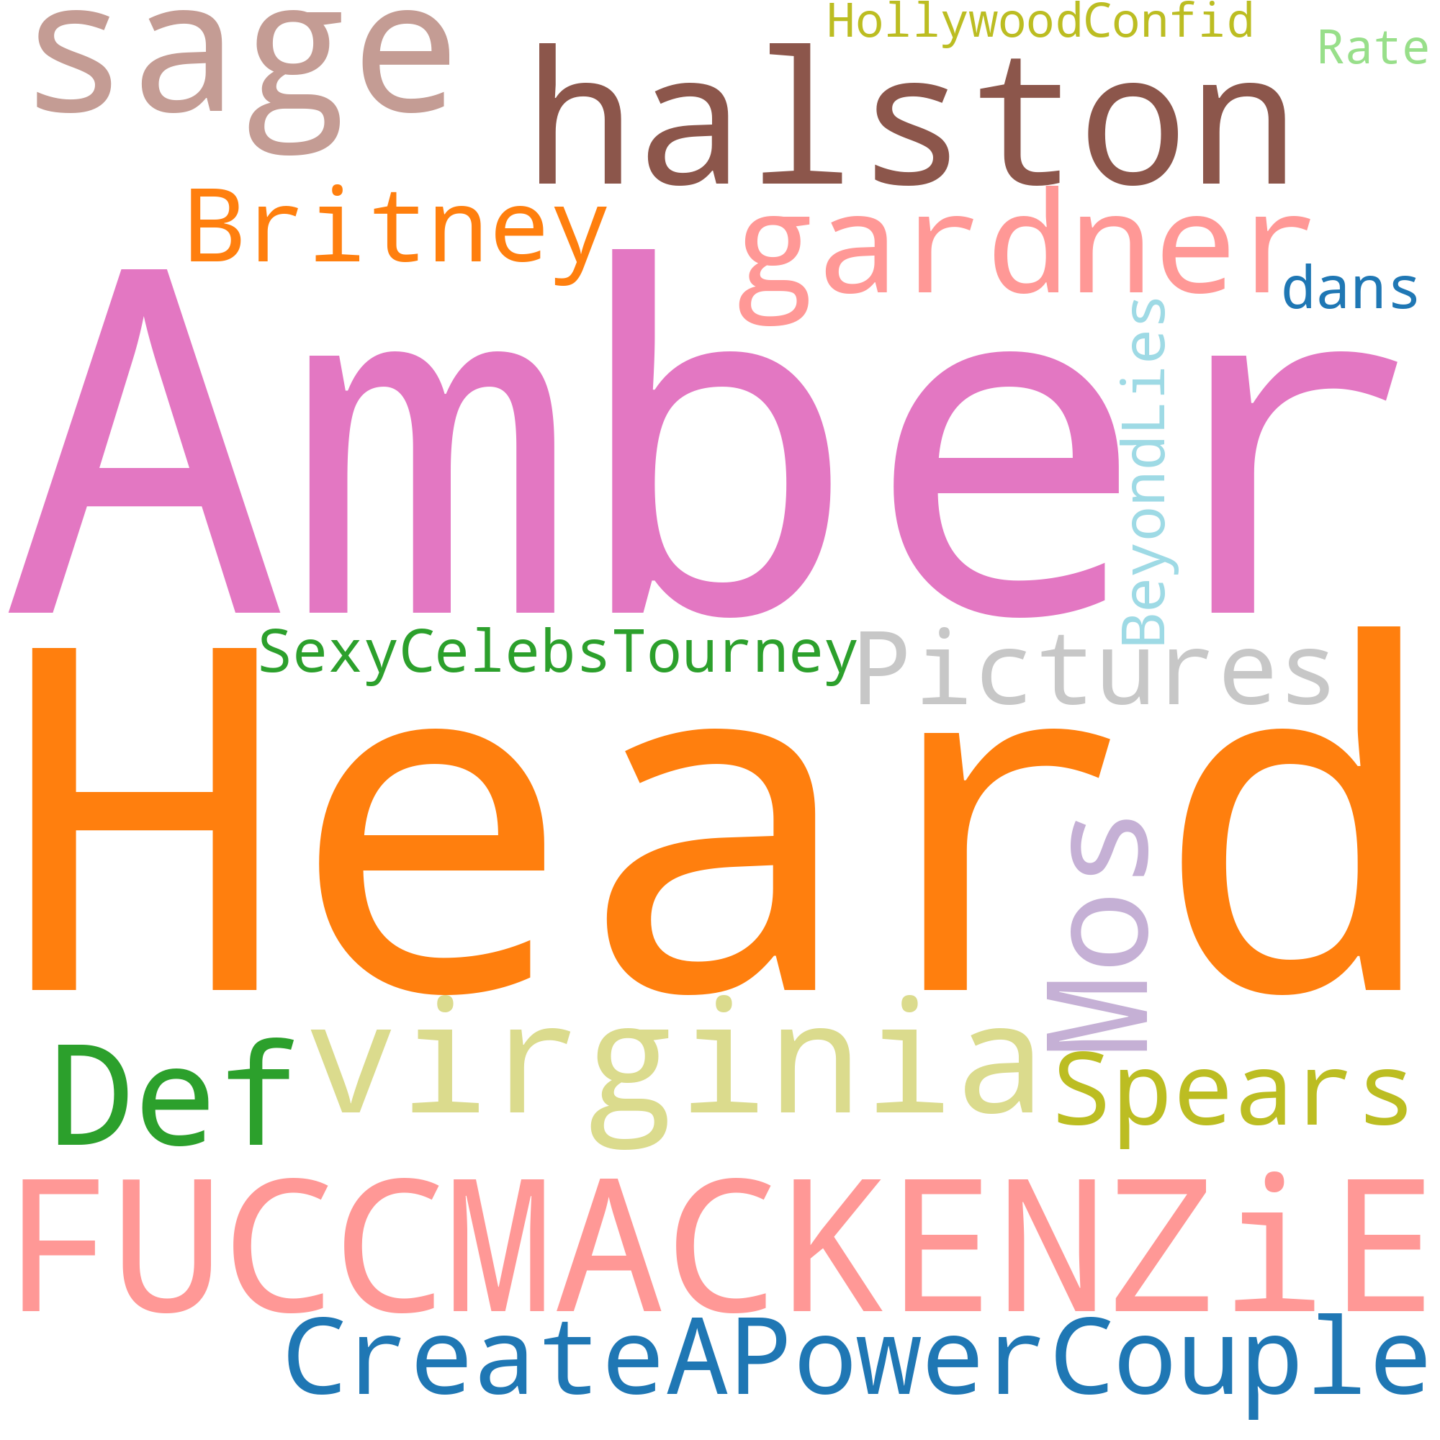 HollywoodConfid
Rate
sage
halston
Britney
gardner
dans
Amber
BeyondLies
SexyCelebsTourney
Pictures
Heard
Mos
Def
virginia
Spears
FUCCMACKENZiE
CreateAPowerCouple